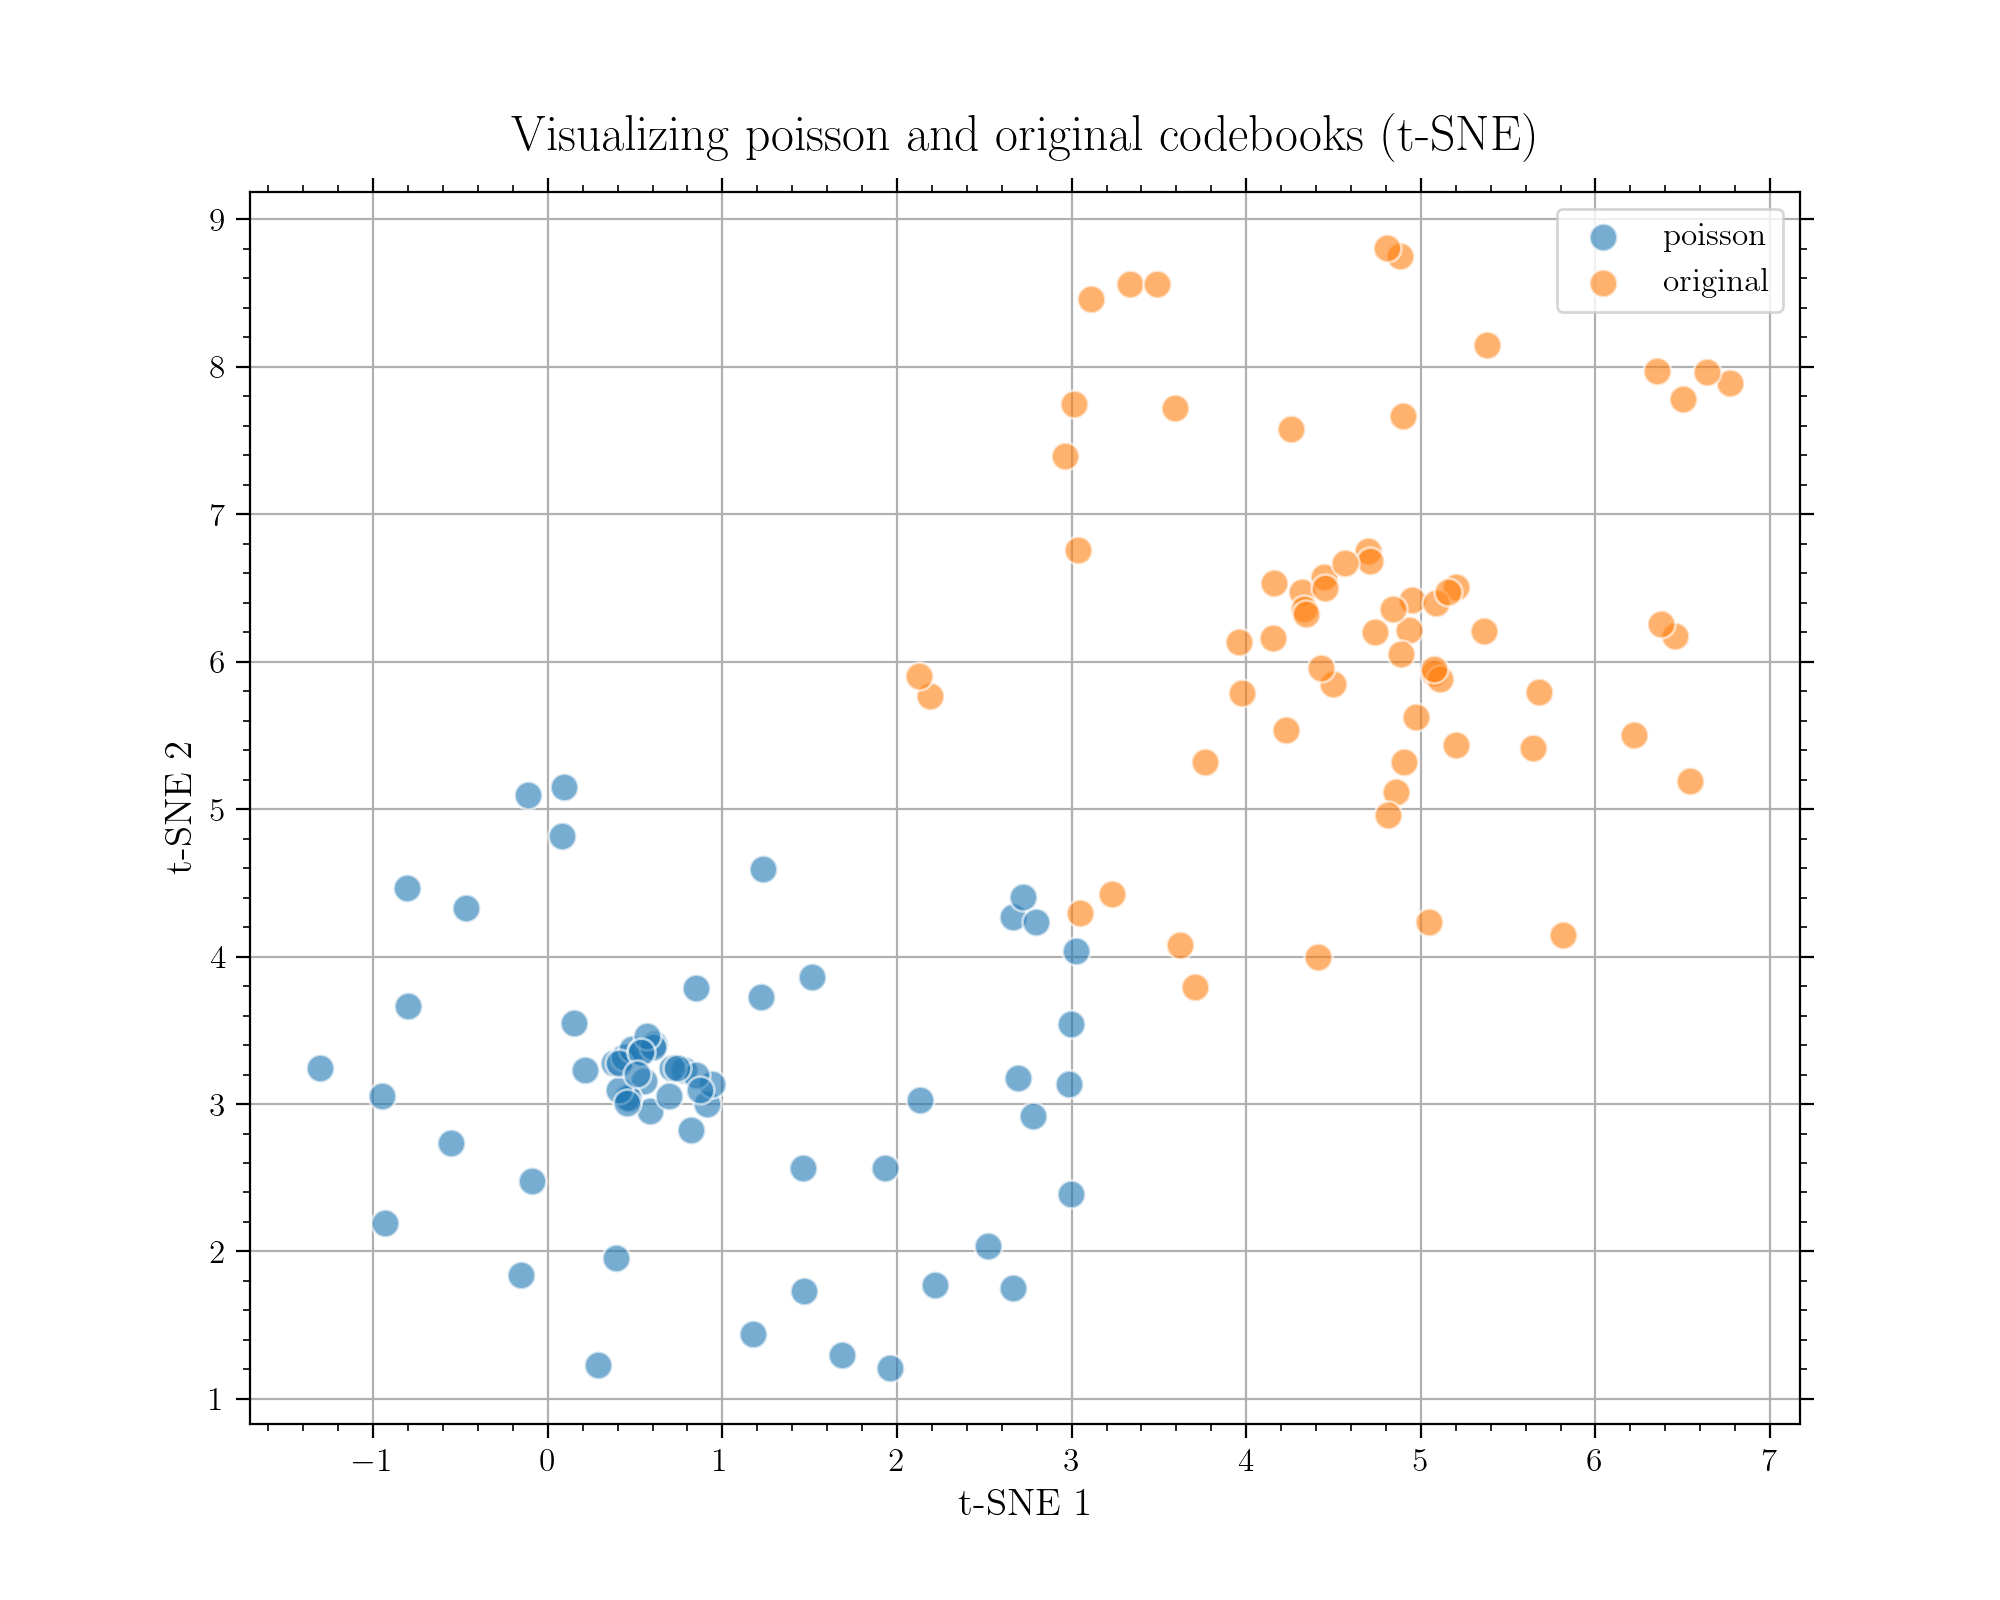 Visualizing poisson and original codebooks (t-SNE)
poisson
original
9
8
7
6
5
4
3
2
1
t-SNE 2
−1 0 1 2 3 4 5 6 7
t-SNE 1